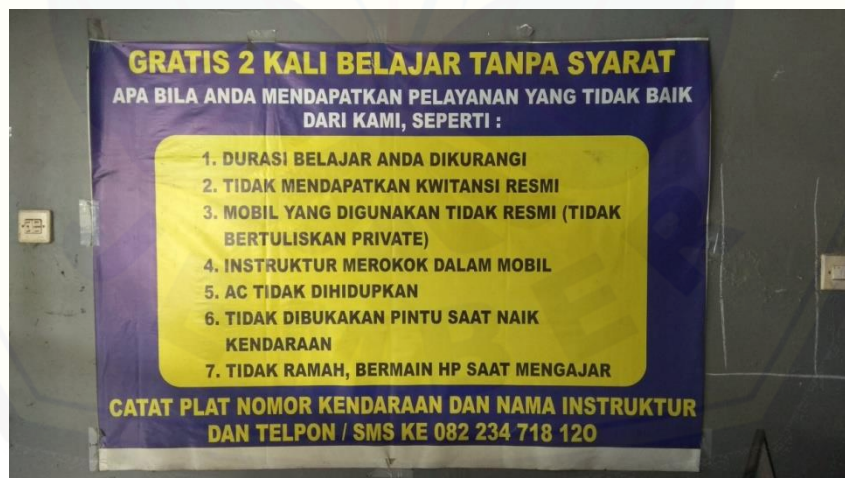 GRATIS 2 KALI BELAJAR TANPA SYARAT
APA BILA ANDA MENDAPATKAN PELAYANAN YANG TIDAK BAIK
DARI KAMI, SEPERTI :
1. DURASI BELAJAR ANDA DIKURANGI
2. TIDAK MENDAPATKAN KWITANSI RESMI
3. MOBIL YANG DIGUNAKAN TIDAK RESMI (TIDAK
BERTULISKAN PRIVATE)
4. INSTRUKTUR MEROKOK DALAM MOBIL
5. AC TIDAK DIHIDUPKAN
6. TIDAK DIBUKAKAN PINTU SAAT NAIK
KENDARAAN
7. TIDAK RAMAH, BERMAIN HP SAAT MENGAJAR
CATAT PLAT NOMOR KENDARAAN DAN NAMA INSTRUKTUR
DAN TELPON / SMS KE 082 234 718 120